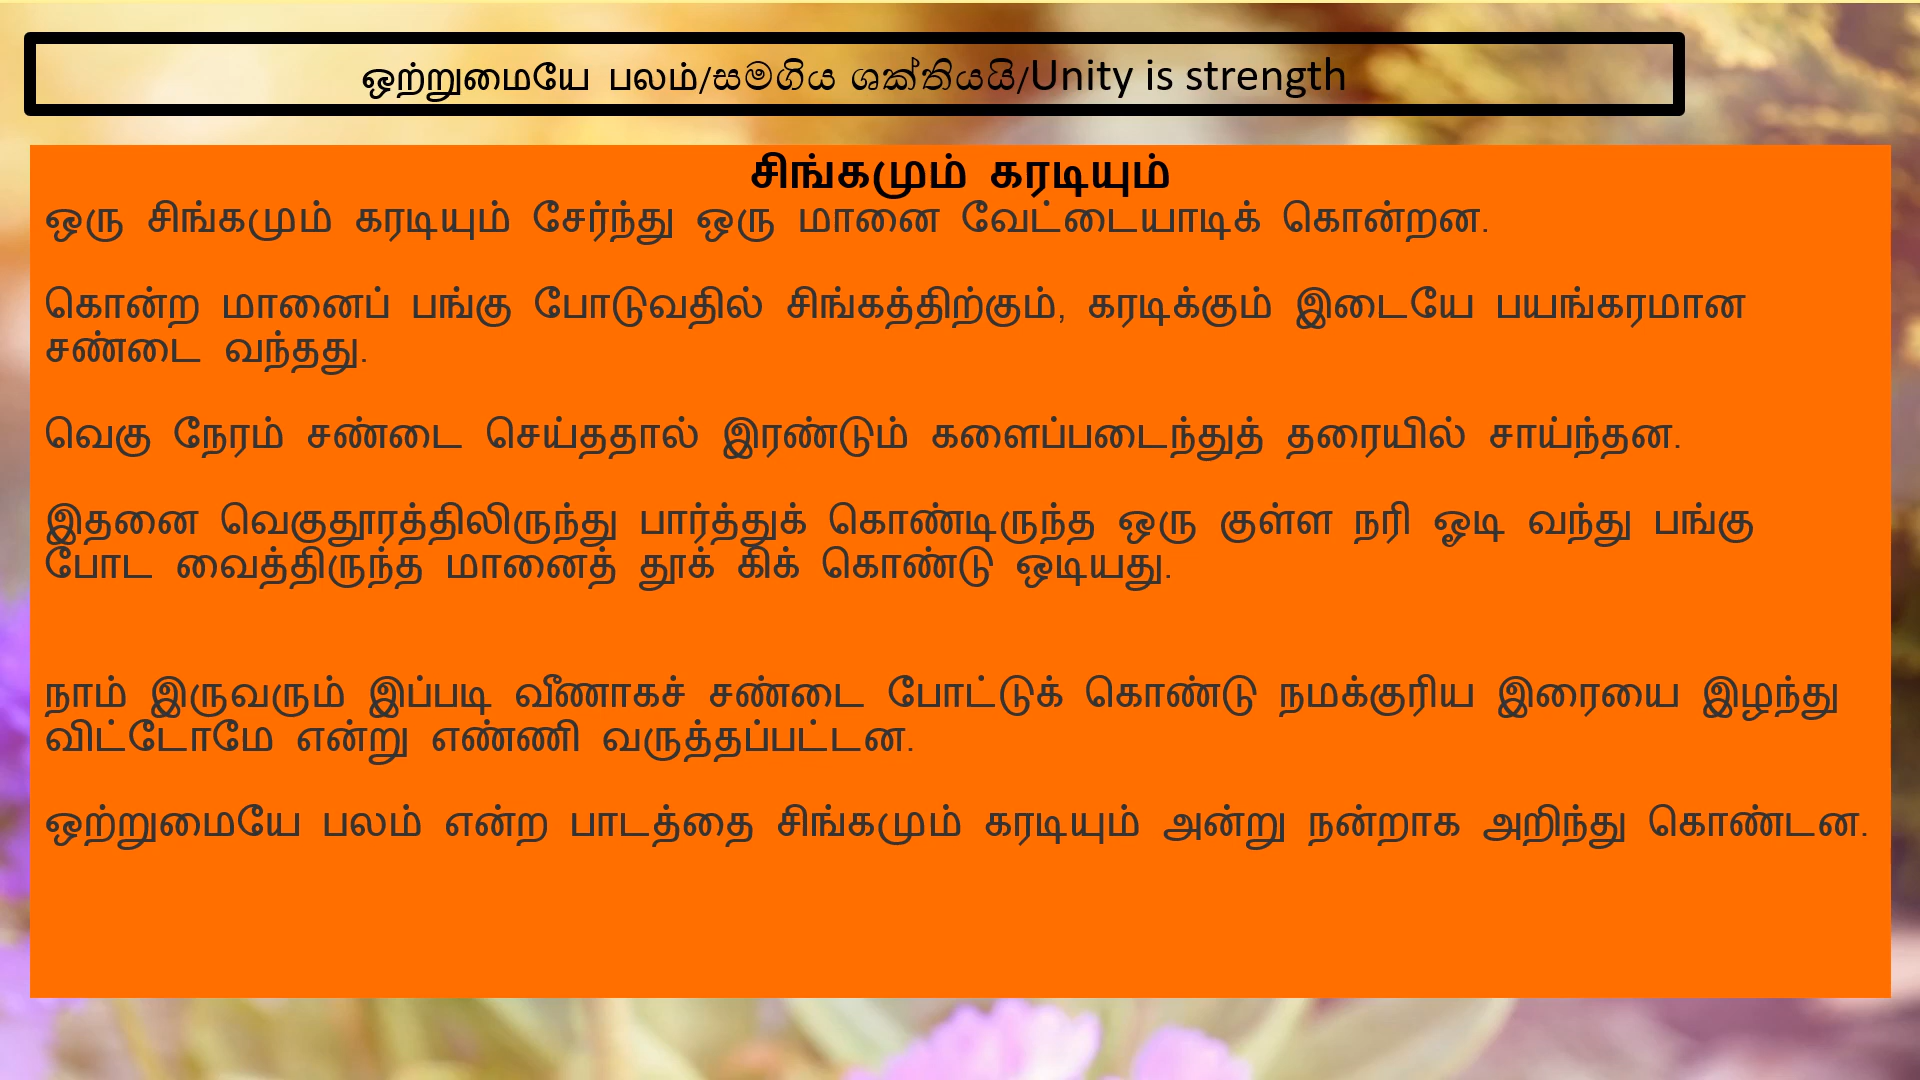 ஒற்றுமையே பலம்/සමගිය ශක්තියයි/Unity is strength
சிங்கமும் கரடியும்
ஒரு சிங்கமும் கரடியும் சேர்ந்து ஒரு மானை வேட்டையாடிக் கொன்றன.
கொன்ற மானைப் பங்கு போடுவதில் சிங்கத்திற்கும், கரடிக்கும் இடையே பயங்கரமான
சண்டை வந்தது.
வெகு நேரம் சண்டை செய்ததால் இரண்டும் களைப்படைந்துத் தரையில் சாய்ந்தன.
இதனை வெகுதூரத்திலிருந்து பார்த்துக் கொண்டிருந்த ஒரு குள்ள நரி ஓடி வந்து பங்கு
போட வைத்திருந்த மானைத் தூக் கிக் கொண்டு ஒடியது.
நாம் இருவரும் இப்படி வீணாகச் சண்டை போட்டுக் கொண்டு நமக்குரிய இரையை இழந்து
விட்டோமே என்று எண்ணி வருத்தப்பட்டன.
ஒற்றுமையே பலம் என்ற பாடத்தை சிங்கமும் கரடியும் அன்று நன்றாக அறிந்து கொண்டன.